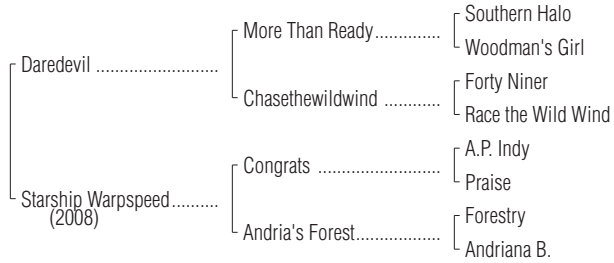 Southern Halo
More Than Ready..............
Woodman's Girl
Daredevil ........................
Forty Niner
Chasethewildwind ............
Race the Wild Wind
A.P. Indy
Congrats ........................
Praise
Starship Warpspeed..........
(2008)
Forestry
Andria's Forest.................
Andriana B.